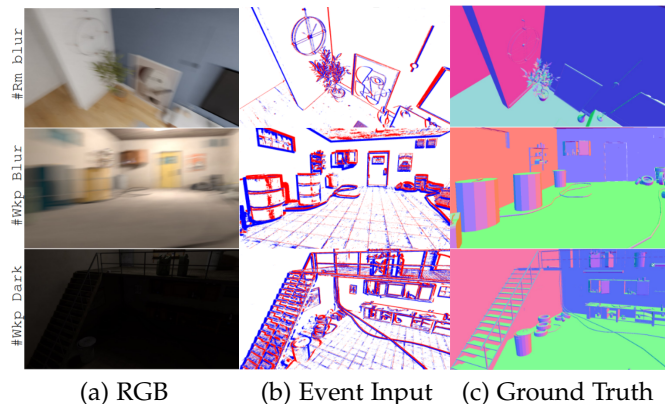 #Rm blur
#Wkp Blur
#Wkp Dark
(a) RGB
(b) Event Input
(c) Ground Truth